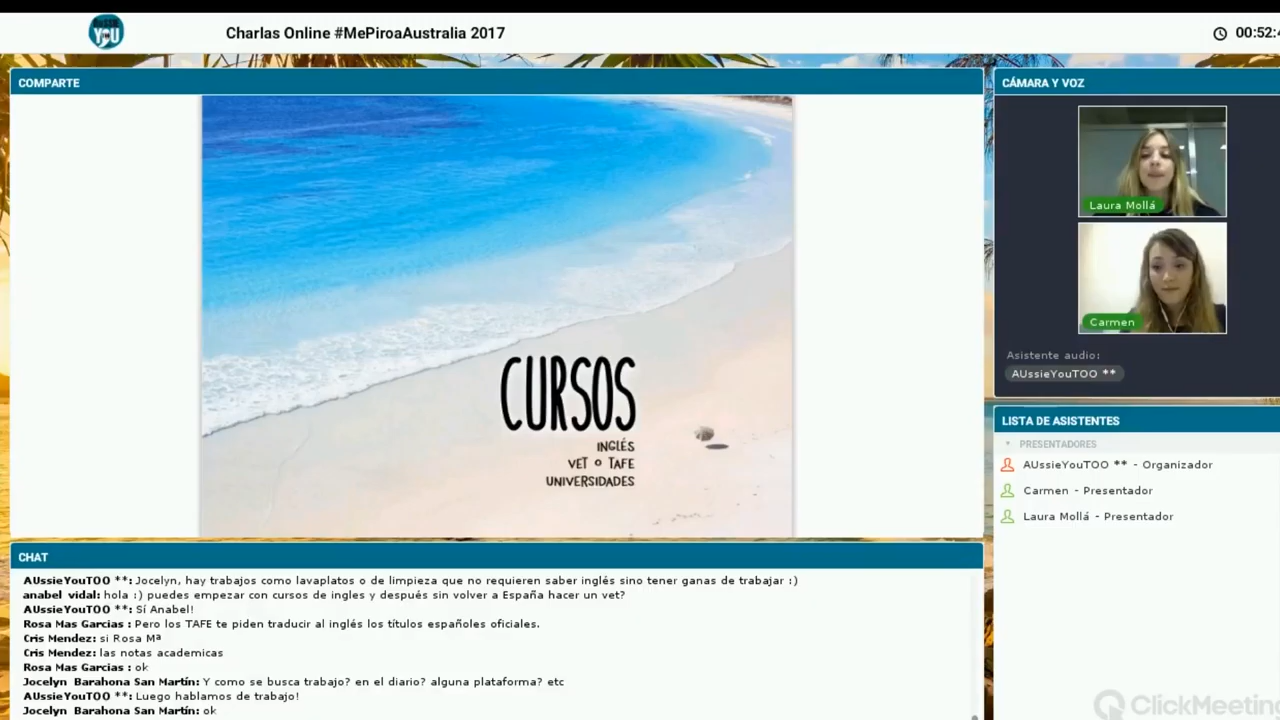 AUSSIE
YOU
Charlas Online #MePiroaAustralia 2017
00:52:4
COMPARTE
CURSOS
INGLÉS
VET o TAFE
UNIVERSIDADES
CÁMARA Y VOZ
Laura Mollá
Carmen
Asistente audio:
AUssieYouTOO **
LISTA DE ASISTENTES
PRESENTADORES
AUssieYouTOO ** - Organizador
Carmen - Presentador
Laura Mollá - Presentador
CHAT
AUssieYouTOO **: Jocelyn, hay trabajos como lavaplatos o de limpieza que no requieren saber inglés sino tener ganas de trabajar :)
anabel vidal: hola :) puedes empezar con cursos de ingles y después sin volver a España hacer un vet?
AUssieYouTOO **: Sí Anabel!
Rosa Mas Garcias : Pero los TAFE te piden traducir al inglés los títulos españoles oficiales.
Cris Mendez: si Rosa Mª
Cris Mendez: las notas academicas
Rosa Mas Garcias : ok
Jocelyn Barahona San Martín: Y como se busca trabajo? en el diario? alguna plataforma? etc
AUssieYouTOO **: Luego hablamos de trabajo!
Jocelyn Barahona San Martín: ok
ClickMeeting